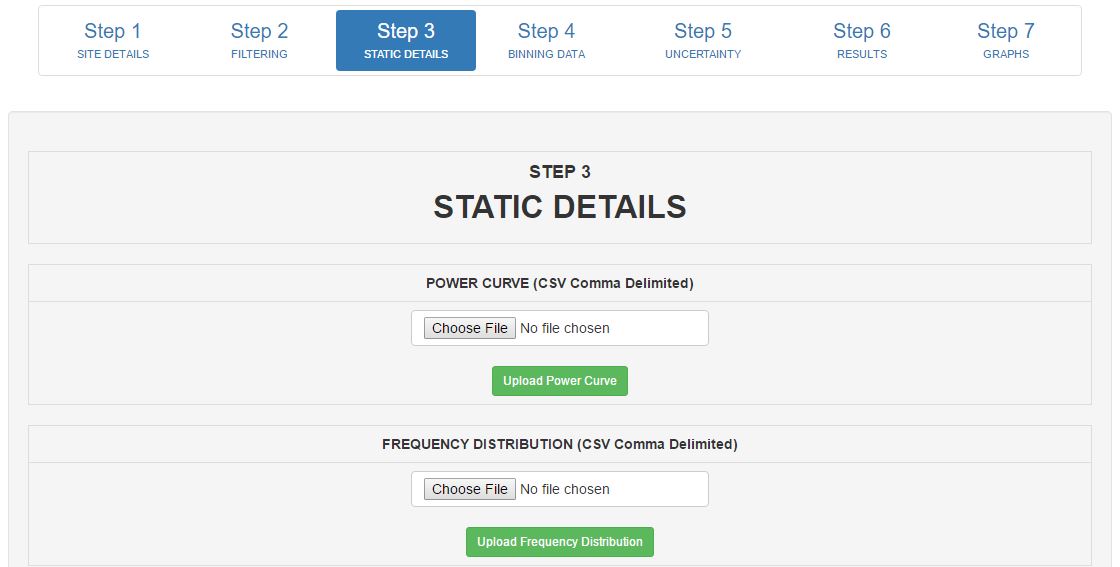 Step 1 Step 2 Step 3 Step 4 Step 5 Step 6 Step 7
SITE DETAILS FILTERING STATIC DETAILS BINNING DATA UNCERTAINTY RESULTS GRAPHS
STEP 3
STATIC DETAILS
POWER CURVE (CSV Comma Delimited)
Choose File No file chosen
Upload Power Curve
FREQUENCY DISTRIBUTION (CSV Comma Delimited)
Choose File No file chosen
Upload Frequency Distribution